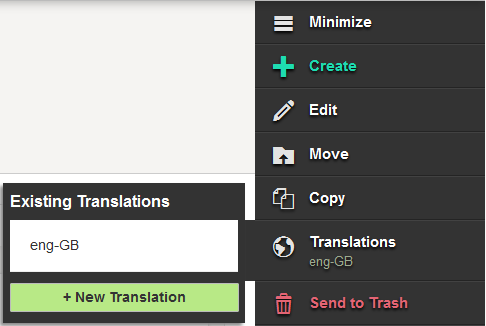 Minimize
Create
Edit
Move
Copy
Translations
eng-GB
Send to Trash
Existing Translations
eng-GB
+ New Translation